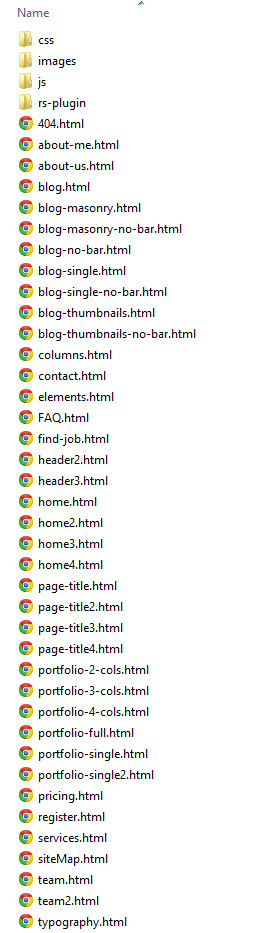 Name
css
images
js
rs-plugin
404.html
about-me.html
about-us.html
blog.html
blog-masonry.html
blog-masonry-no-bar.html
blog-no-bar.html
blog-single.html
blog-single-no-bar.html
blog-thumbnails.html
blog-thumbnails-no-bar.html
columns.html
contact.html
elements.html
FAQ.html
find-job.html
header2.html
header3.html
home.html
home2.html
home3.html
home4.html
page-title.html
page-title2.html
page-title3.html
page-title4.html
portfolio-2-cols.html
portfolio-3-cols.html
portfolio-4-cols.html
portfolio-full.html
portfolio-single.html
portfolio-single2.html
pricing.html
register.html
services.html
siteMap.html
team.html
team2.html
typography.html